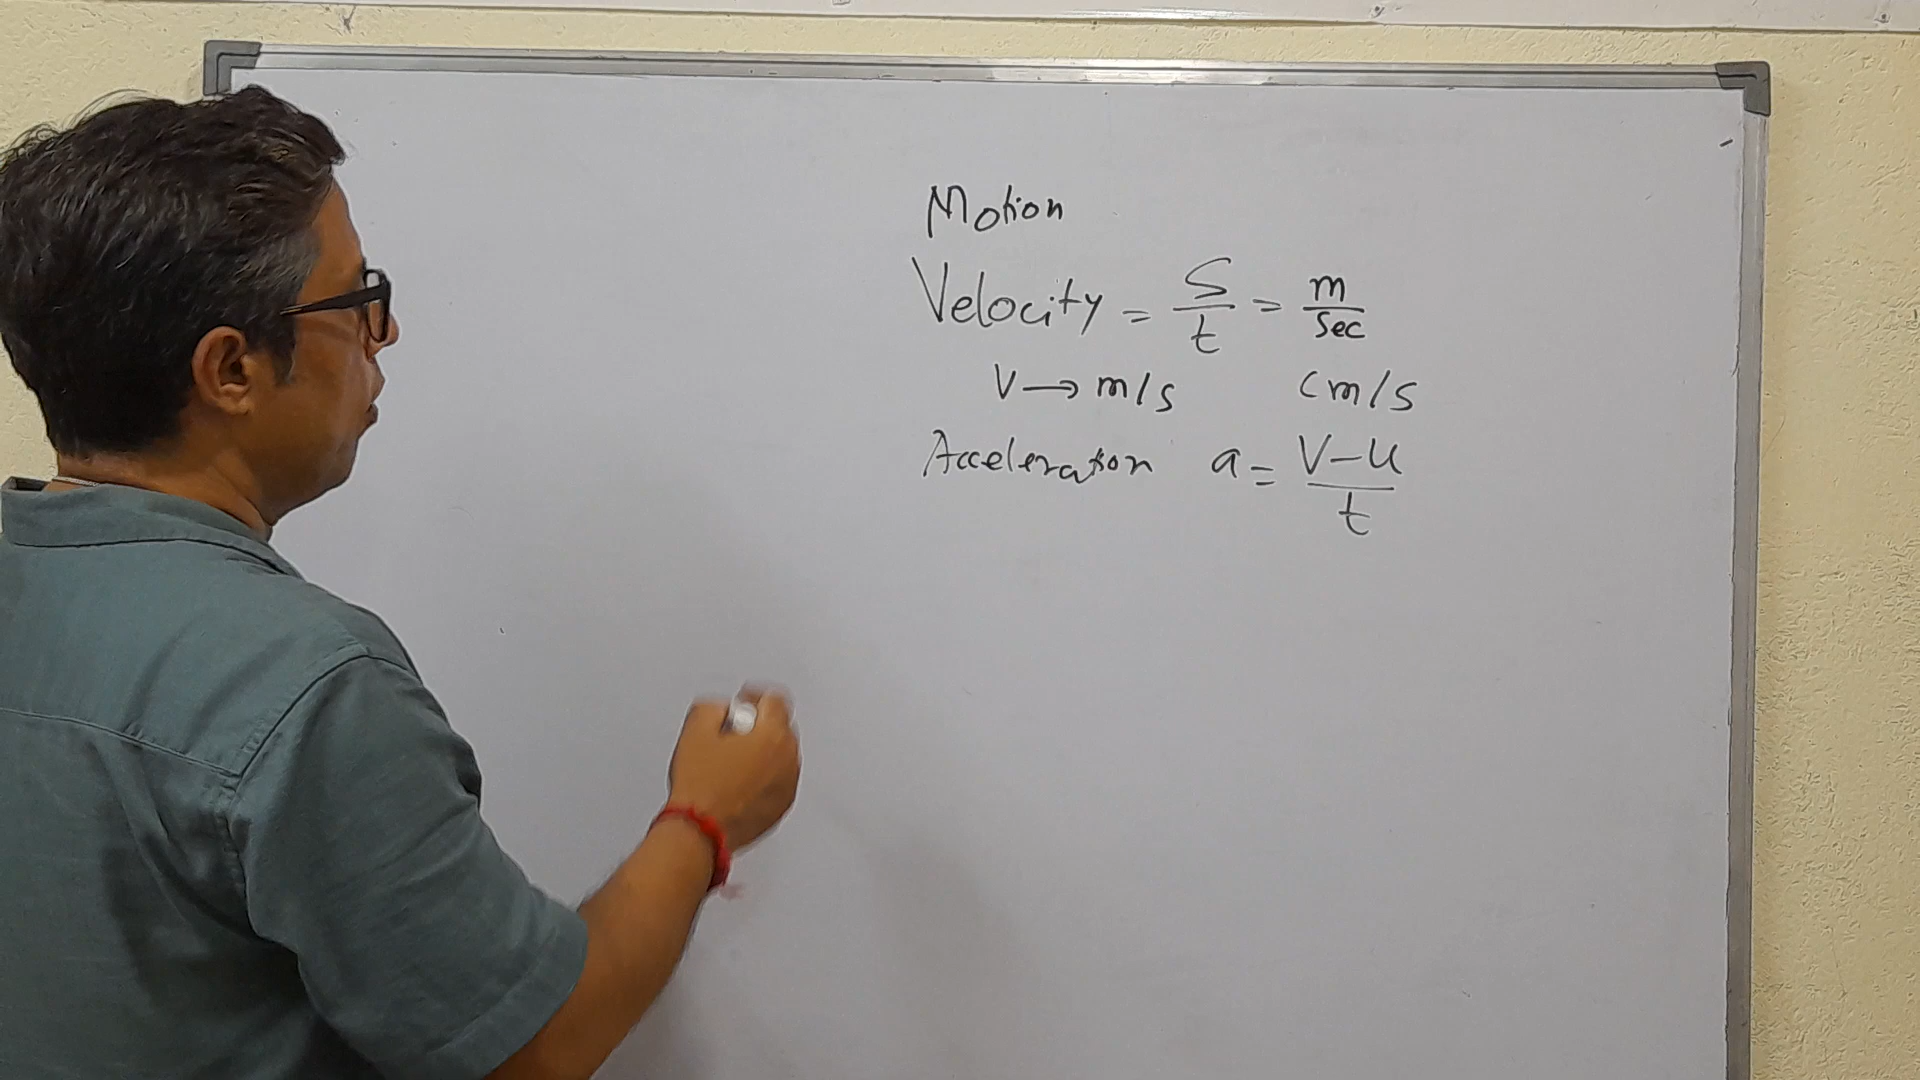 Motion
Velocity = S/t = m/sec
V → m/s cm/s
Acceleration a = V-u/t